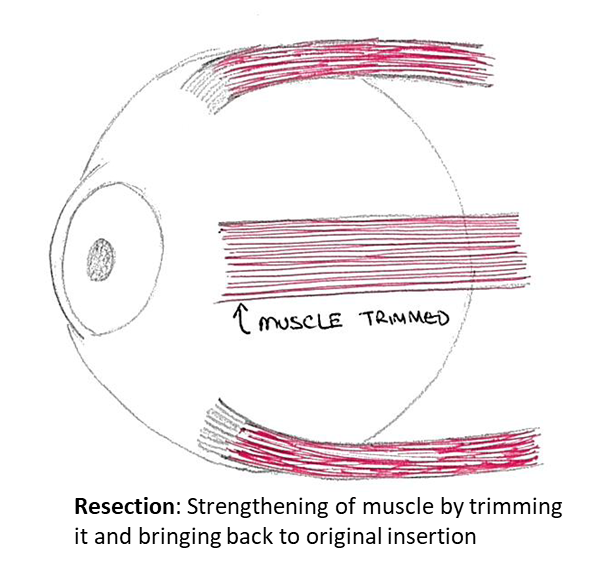 MUSCLE TRIMMED
Resection: Strengthening of muscle by trimming
it and bringing back to original insertion